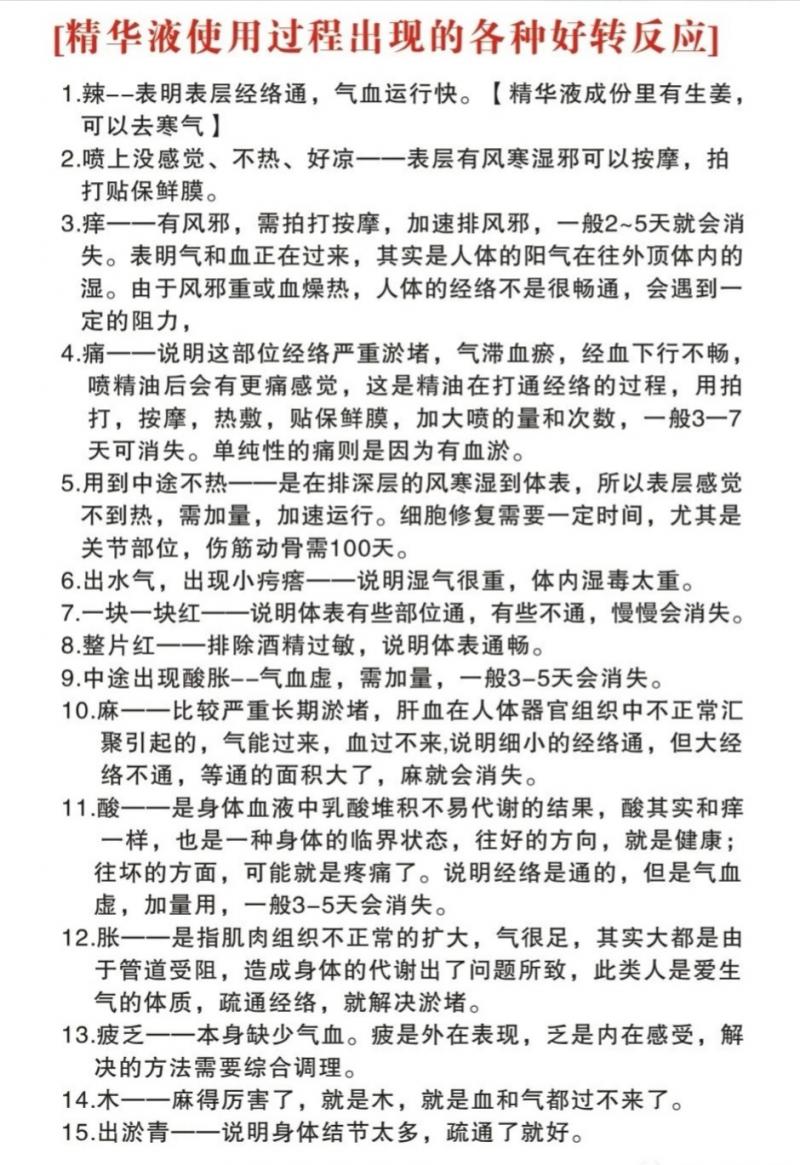 [精华液使用过程出现的各种好转反应]
1.辣--表明表层经络通，气血运行快。【精华液成份里有生姜，
可以去寒气】
2.喷上没感觉、不热、好凉——表层有风寒湿邪可以按摩，拍
打贴保鲜膜。
3.痒——有风邪，需拍打按摩，加速排风邪，一般2~5天就会消
失。表明气和血正在过来，其实是人体的阳气在往外顶体内的
湿。由于风邪重或血燥热，人体的经络不是很畅通，会遇到一
定的阻力，
4.痛——说明这部位经络严重淤堵，气滞血瘀，经血下行不畅，
喷精油后会有更痛感觉，这是精油在打通经络的过程，用拍
打，按摩，热敷，贴保鲜膜，加大喷的量和次数，一般3—7
天可消失。单纯性的痛则是因为有血淤。
5.用到中途不热——是在排深层的风寒湿到体表，所以表层感觉
不到热，需加量，加速运行。细胞修复需要一定时间，尤其是
关节部位，伤筋动骨需100天。
6.出水气，出现小疙瘩——说明湿气很重，体内湿毒太重。
7.一块一块红——说明体表有些部位通，有些不通，慢慢会消失。
8.整片红——排除酒精过敏，说明体表通畅。
9.中途出现酸胀--气血虚，需加量，一般3-5天会消失。
10.麻——比较严重长期淤堵，肝血在人体器官组织中不正常汇
聚引起的，气能过来，血过不来,说明细小的经络通，但大经
络不通，等通的面积大了，麻就会消失。
11.酸——是身体血液中乳酸堆积不易代谢的结果，酸其实和痒
一样，也是一种身体的临界状态，往好的方向，就是健康；
往坏的方面，可能就是疼痛了。说明经络是通的，但是气血
虚，加量用，一般3-5天会消失。
12.胀——是指肌肉组织不正常的扩大，气很足，其实大都是由
于管道受阻，造成身体的代谢出了问题所致，此类人是爱生
气的体质，疏通经络，就解决淤堵。
13.疲乏——本身缺少气血。疲是外在表现，乏是内在感受，解
决的方法需要综合调理。
14.木——麻得厉害了，就是木，就是血和气都过不来了。
15.出淤青——说明身体结节太多，疏通了就好。